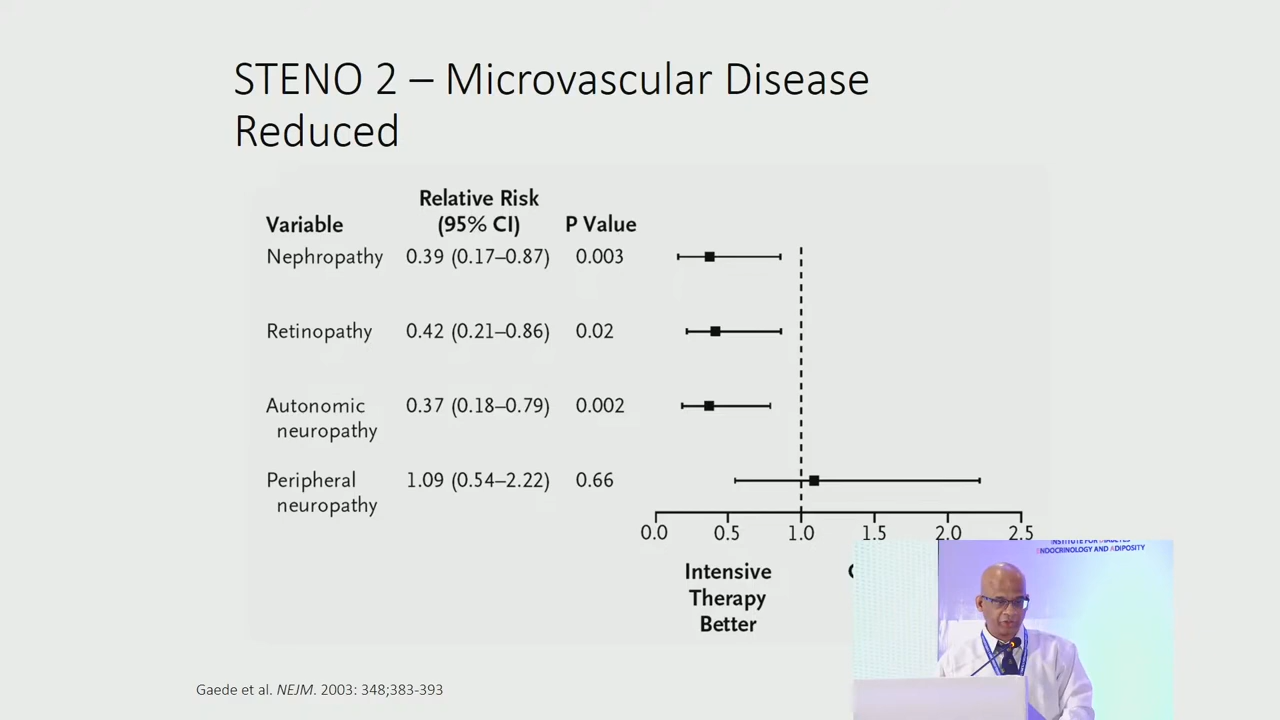 STENO 2 – Microvascular Disease
Reduced
Variable
Relative Risk
(95% CI)
P Value
Nephropathy 0.39 (0.17–0.87) 0.003
Retinopathy 0.42 (0.21–0.86) 0.02
Autonomic 0.37 (0.18–0.79) 0.002
neuropathy
Peripheral 1.09 (0.54–2.22) 0.66
neuropathy
0.0 0.5 1.0 1.5 2.0 2.5
Intensive
Therapy
Better
INSTITUTE FOR DIABETES
ENDOCRINOLOGY AND ADIPOSITY
Gaede et al. NEJM. 2003: 348;383-393